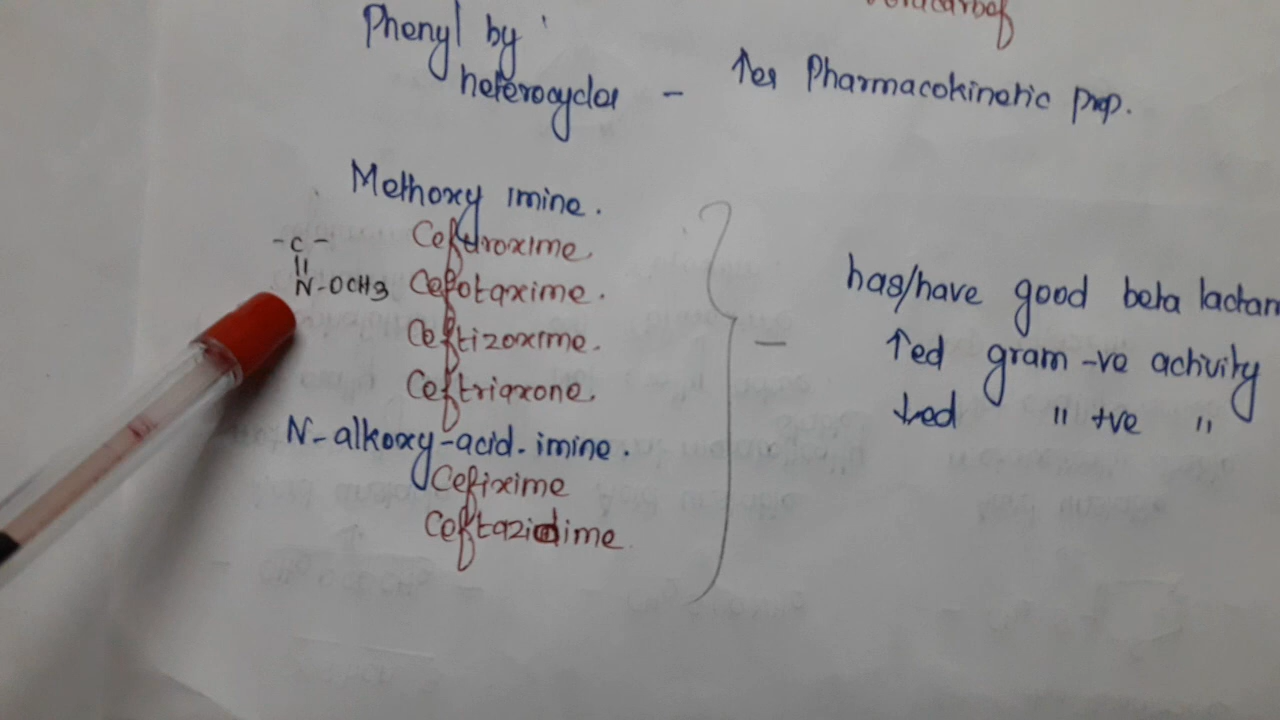 Phenyl by
heterocycles - ↑es Pharmacokinetic prop.
Methoxy imine.
-C-
||
N-OCH3
Cefuroxime
Cefotaxime.
Ceftizoxime.
Ceftriaxone.
N-alkoxy-acid-imine.
Cefixime
Ceftazidime
- has/have good beta lactam
↑ed gram -ve activity
↓ed " +ve "